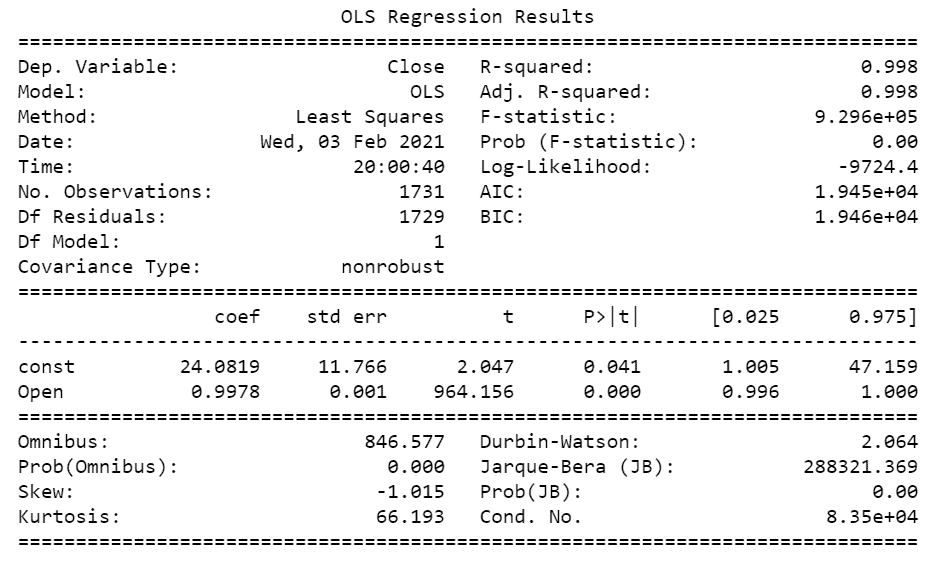 OLS Regression Results
==============================================================================
Dep. Variable:                  Close   R-squared:                       0.998
Model:                            OLS   Adj. R-squared:                  0.998
Method:                 Least Squares   F-statistic:                 9.296e+05
Date:                Wed, 03 Feb 2021   Prob (F-statistic):               0.00
Time:                        20:00:40   Log-Likelihood:                -9724.4
No. Observations:                1731   AIC:                         1.945e+04
Df Residuals:                    1729   BIC:                         1.946e+04
Df Model:                           1
Covariance Type:            nonrobust
==============================================================================
                 coef    std err          t      P>|t|      [0.025      0.975]
------------------------------------------------------------------------------
const         24.0819     11.766      2.047      0.041       1.005      47.159
Open           0.9978      0.001    964.156      0.000       0.996       1.000
==============================================================================
Omnibus:                      846.577   Durbin-Watson:                   2.064
Prob(Omnibus):                  0.000   Jarque-Bera (JB):           288321.369
Skew:                          -1.015   Prob(JB):                         0.00
Kurtosis:                      66.193   Cond. No.                     8.35e+04
==============================================================================